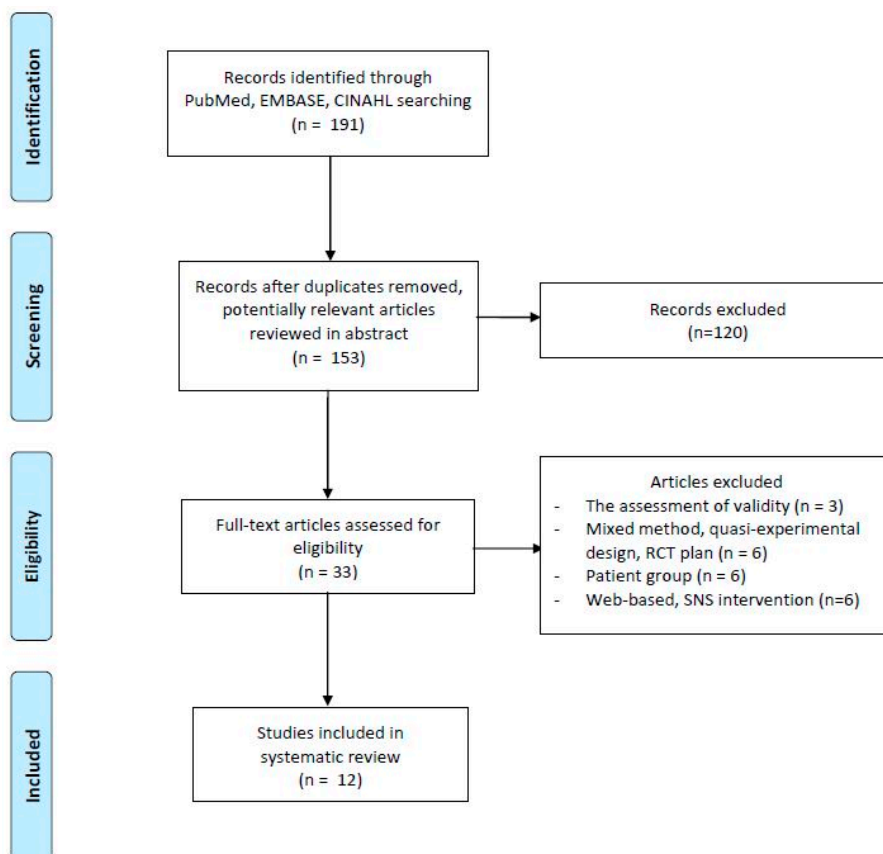 Identification
Records identified through
PubMed, EMBASE, CINAHL searching
(n = 191)
Screening
Records after duplicates removed,
potentially relevant articles
reviewed in abstract
(n = 153)
Records excluded
(n=120)
Eligibility
Full-text articles assessed for
eligibility
(n = 33)
Articles excluded
- The assessment of validity (n = 3)
- Mixed method, quasi-experimental
design, RCT plan (n = 6)
- Patient group (n = 6)
- Web-based, SNS intervention (n=6)
Included
Studies included in
systematic review
(n = 12)